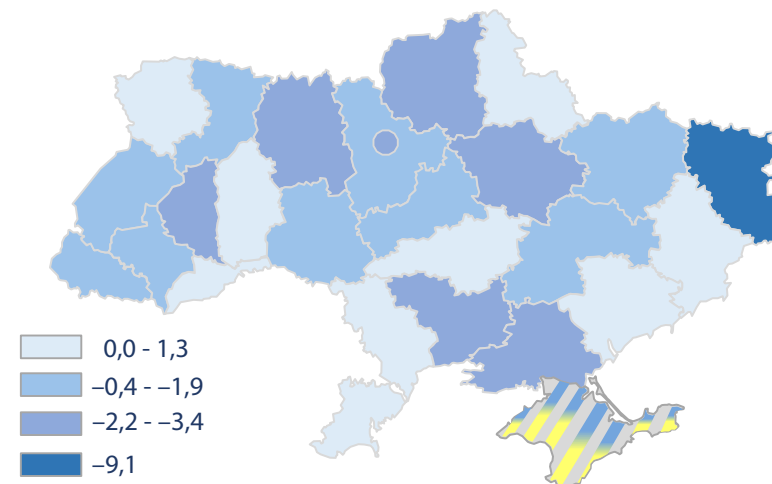 0,0 - 1,3
–0,4 - –1,9
–2,2 - –3,4
–9,1